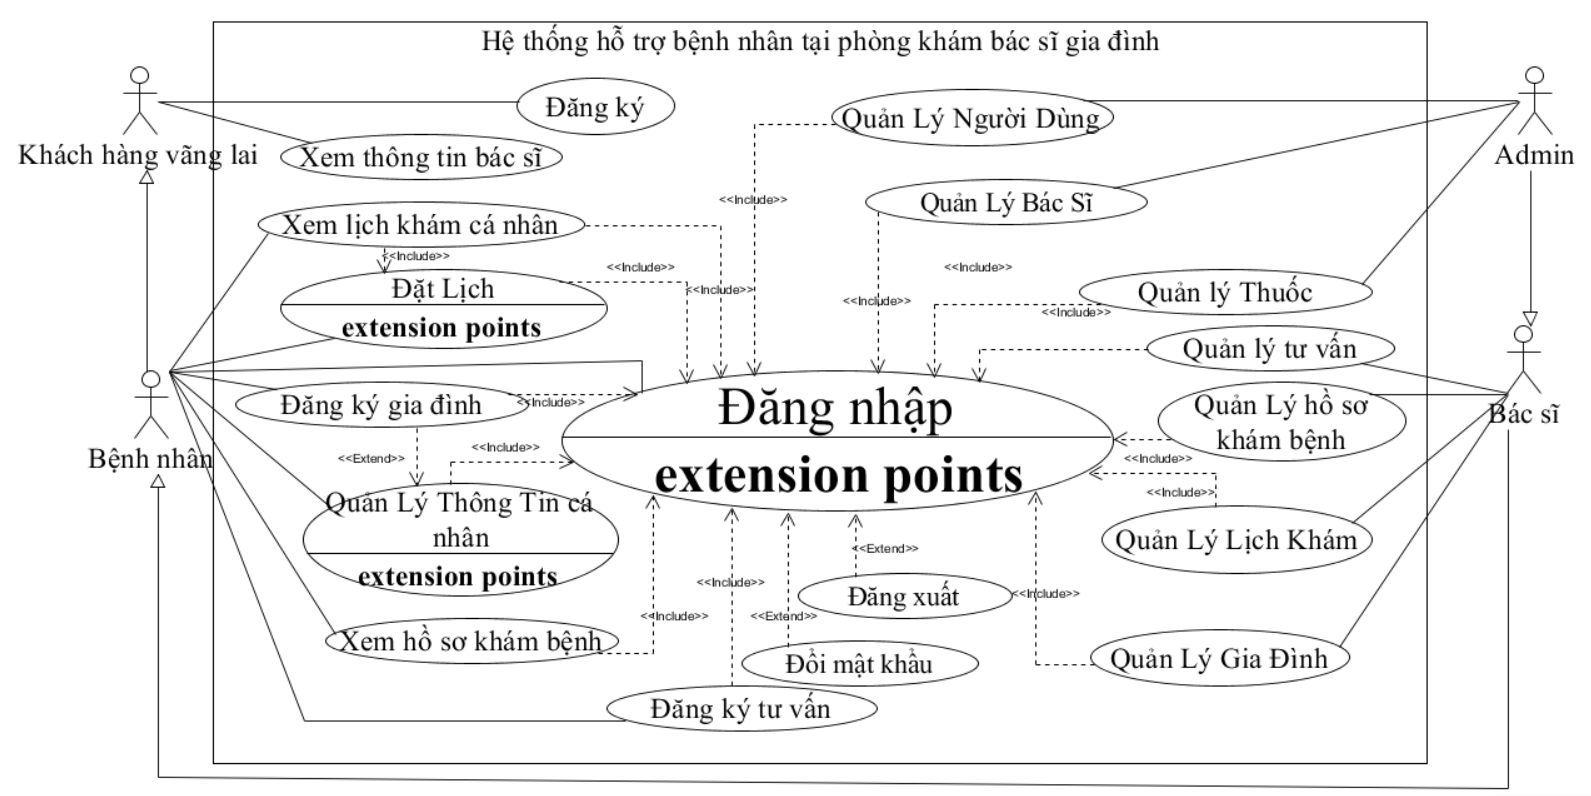 Hệ thống hỗ trợ bệnh nhân tại phòng khám bác sĩ gia đình
Đăng ký
Quản Lý Người Dùng
Khách hàng vãng lai
Xem thông tin bác sĩ
Admin
<<Include>>
Quản Lý Bác Sĩ
Xem lịch khám cá nhân
<<Include>>
<<Include>>
<<Include>>
Đặt Lịch
<<Include>>
<<Include>>
Quản lý Thuốc
<<Include>>
extension points
Quản lý tư vấn
Đăng ký gia đình
<<Include>>
Đăng nhập
Quản Lý hồ sơ
khám bệnh
Bác sĩ
Bệnh nhân
<<Extend>>
<<Include>>
extension points
<<Include>>
<<Include>>
Quản Lý Thông Tin cá
nhân
extension points
<<Extend>>
Quản Lý Lịch Khám
<<Include>>
Đăng xuất
<<Include>>
<<Include>>
<<Extend>>
Xem hồ sơ khám bệnh
Đổi mật khẩu
Quản Lý Gia Đình
Đăng ký tư vấn